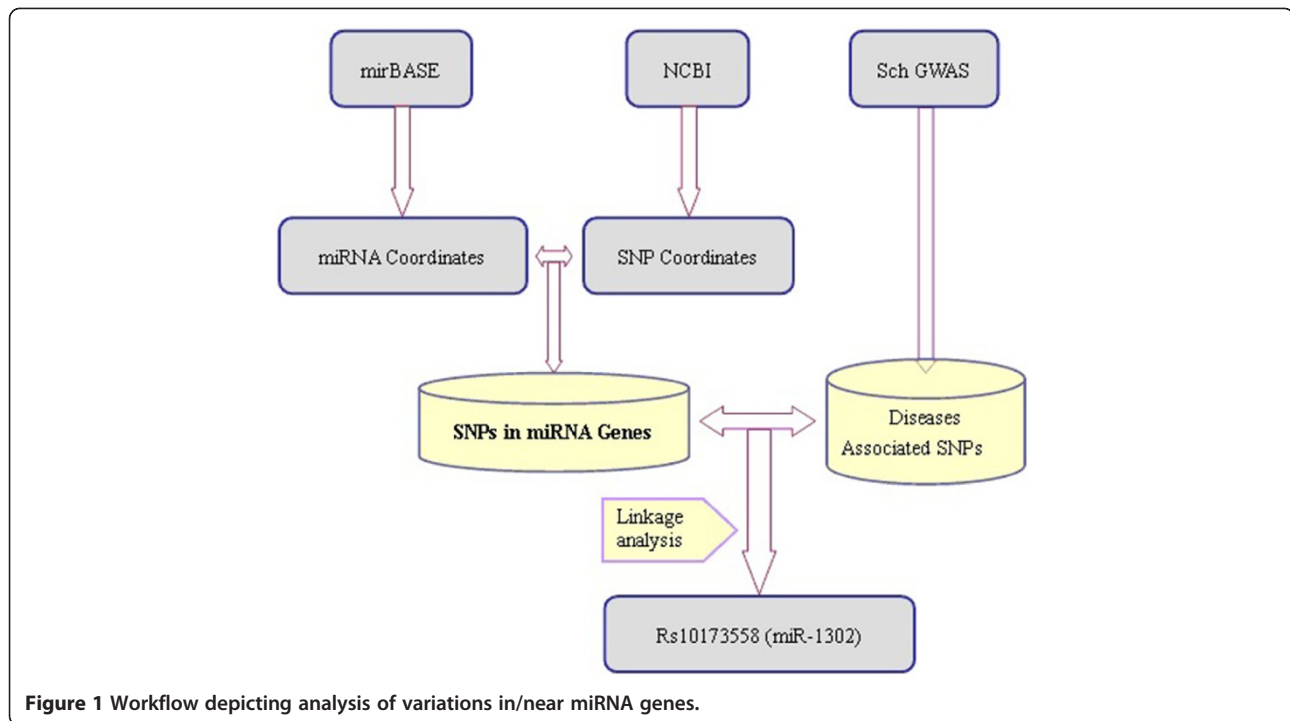 mirBASE
NCBI
Sch GWAS
miRNA Coordinates
SNP Coordinates
SNPs in miRNA Genes
Diseases
Associated SNPs
Linkage
analysis
Rs10173558 (miR-1302)
Figure 1 Workflow depicting analysis of variations in/near miRNA genes.